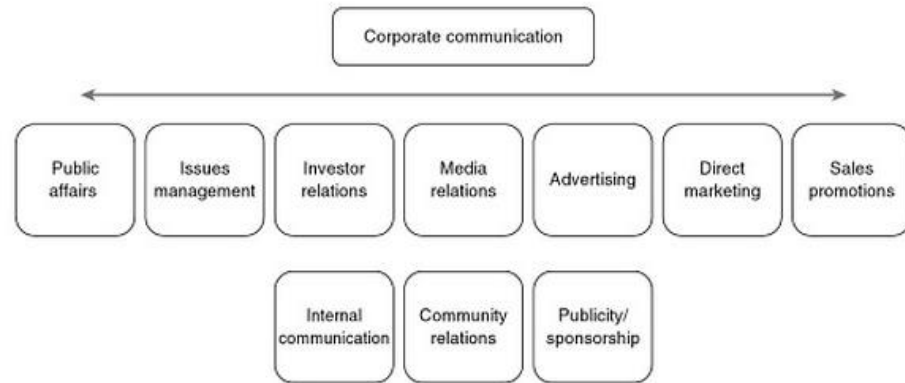 Corporate communication
Public
affairs
Issues
management
Investor
relations
Media
relations
Advertising
Direct
marketing
Sales
promotions
Internal
communication
Community
relations
Publicity/
sponsorship